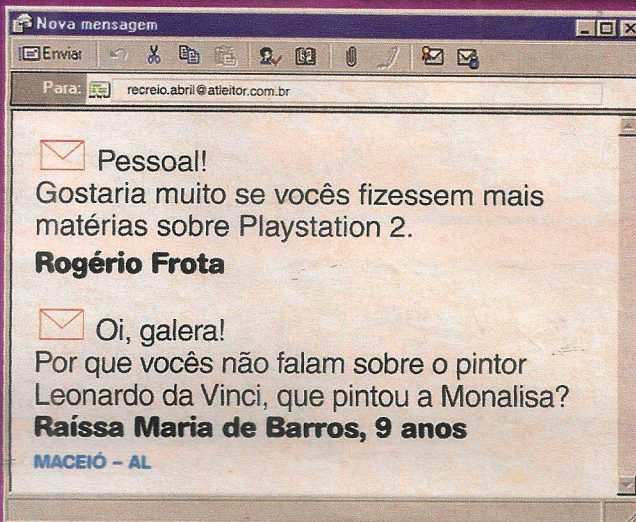 Nova mensagem
Enviar
Para: recreio.abril@atleitor.com.br
Pessoal!
Gostaria muito se vocês fizessem mais
matérias sobre Playstation 2.
Rogério Frota
Oi, galera!
Por que vocês não falam sobre o pintor
Leonardo da Vinci, que pintou a Monalisa?
Raíssa Maria de Barros, 9 anos
MACEIÓ – AL